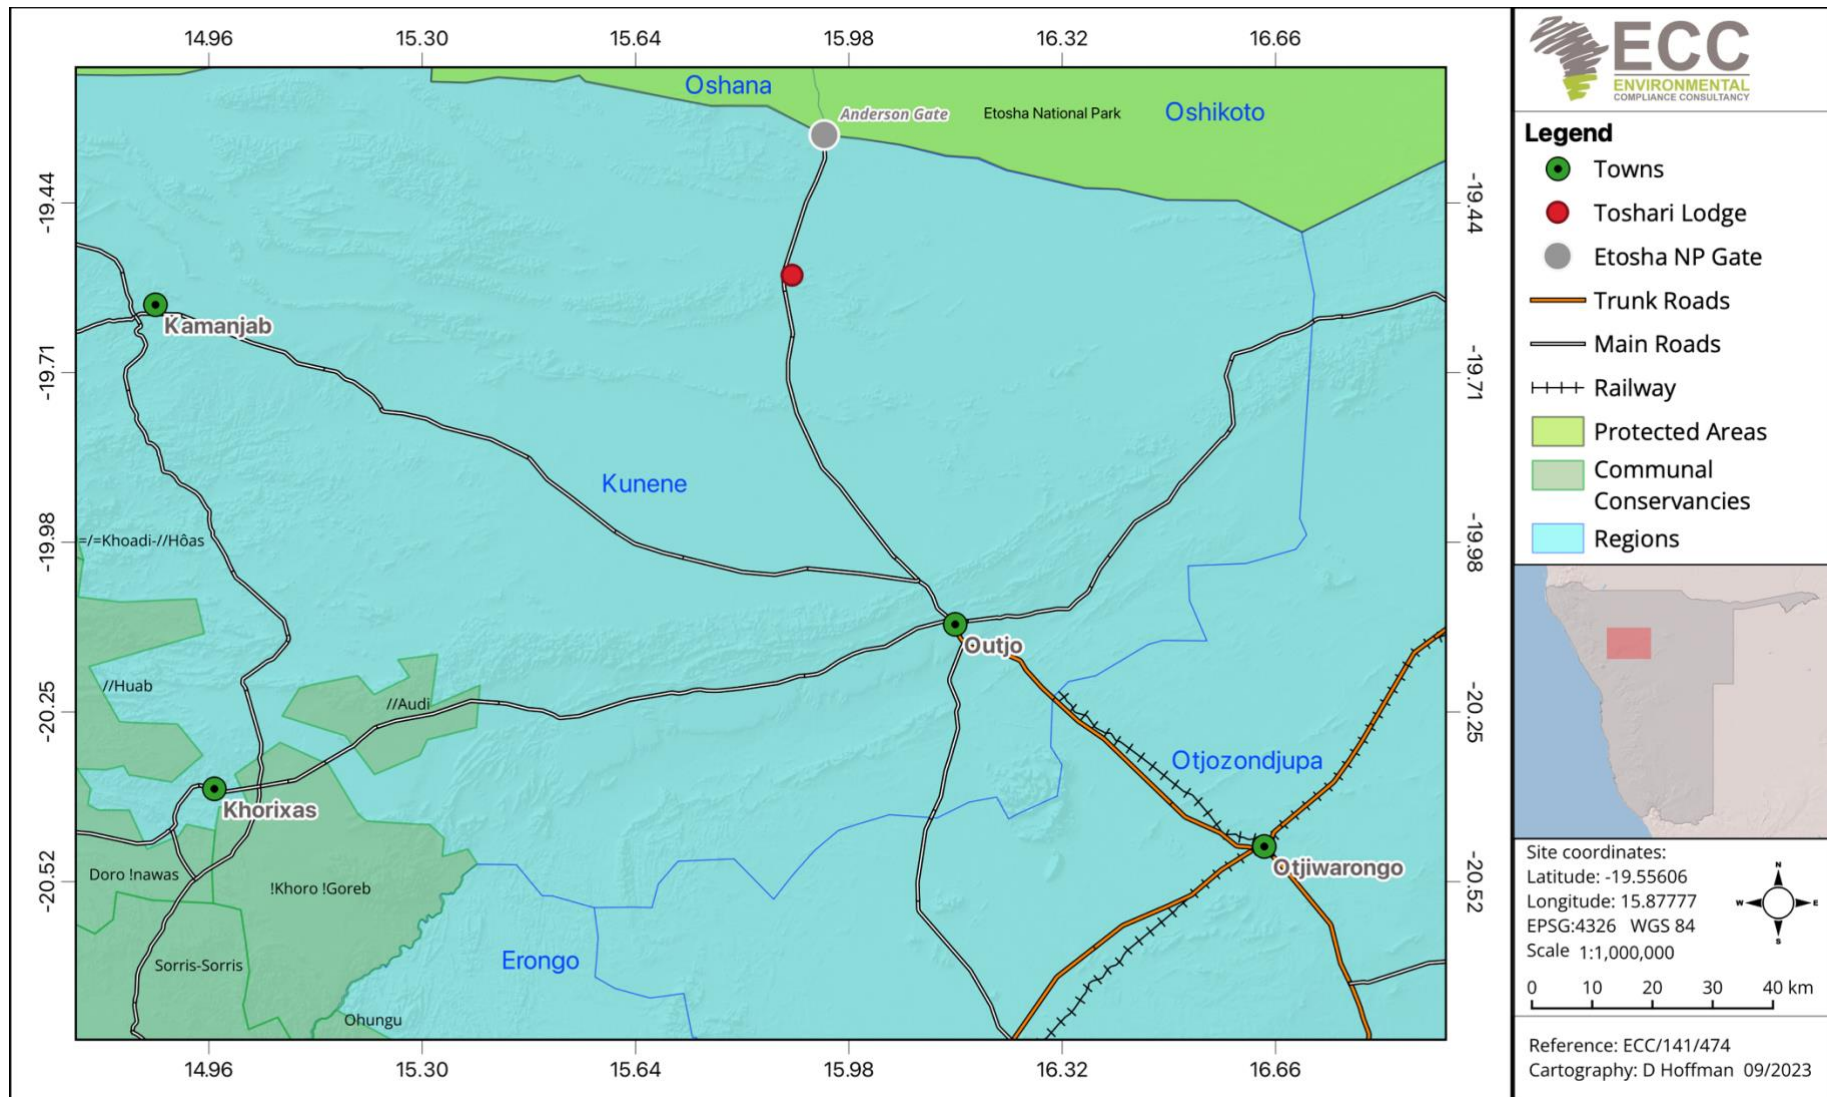 14.96 15.30 15.64 15.98 16.32 16.66
Oshana
Anderson Gate
Etosha National Park
Oshikoto
-19.44
-19.44
Kamanjab
-19.71
-19.71
Kunene
-19.98
-19.98
=/=Khoadi-//Hôas
Outjo
//Huab
-20.25
-20.25
//Audi
Otjozondjupa
Khorixas
-20.52
-20.52
Otjiwarongo
Doro !nawas
!Khoro !Goreb
Erongo
Sorris-Sorris
Ohungu
14.96 15.30 15.64 15.98 16.32 16.66
ECC
ENVIRONMENTAL
COMPLIANCE CONSULTANCY
Legend
Towns
Toshari Lodge
Etosha NP Gate
Trunk Roads
Main Roads
Railway
Protected Areas
Communal
Conservancies
Regions
Site coordinates:
Latitude: -19.55606
Longitude: 15.87777
EPSG:4326 WGS 84
Scale 1:1,000,000
N
W E
S
0 10 20 30 40 km
Reference: ECC/141/474
Cartography: D Hoffman 09/2023